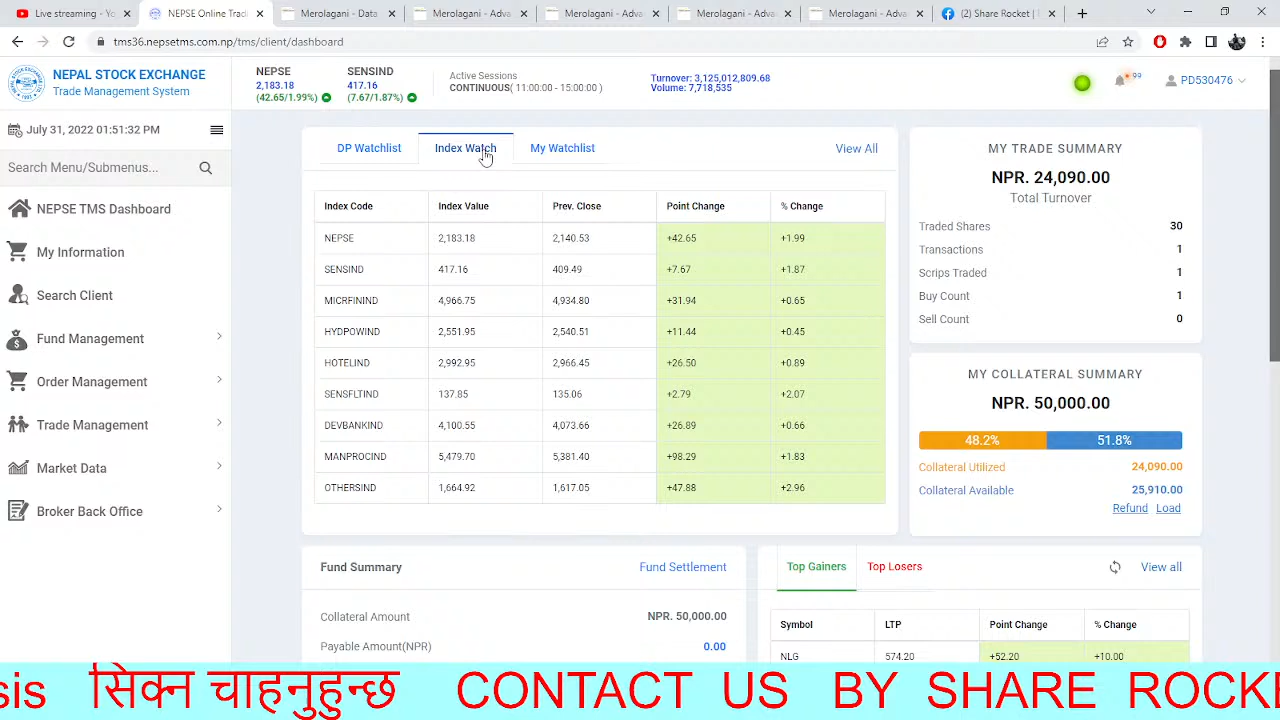 Live streaming - Yo
NEPSE Online Tradi
Merolagani - Data
Merolagani - Adva
Merolagani - Adva
Merolagani - Adva
Merolagani - Adva
(2) Share Rocket | L
tms36.nepsetms.com.np/tms/client/dashboard
NEPAL STOCK EXCHANGE
Trade Management System
NEPSE
2,183.18
(42.65/1.99%)
SENSIND
417.16
(7.67/1.87%)
Active Sessions
CONTINUOUS( 11:00:00 - 15:00:00 )
Turnover: 3,125,012,809.68
Volume: 7,718,535
99
PD530476
July 31, 2022 01:51:32 PM
Search Menu/Submenus...
NEPSE TMS Dashboard
My Information
Search Client
Fund Management
Order Management
Trade Management
Market Data
Broker Back Office
DP Watchlist Index Watch My Watchlist View All
Index Code Index Value Prev. Close Point Change % Change
NEPSE 2,183.18 2,140.53 +42.65 +1.99
SENSIND 417.16 409.49 +7.67 +1.87
MICRFININD 4,966.75 4,934.80 +31.94 +0.65
HYDPOWIND 2,551.95 2,540.51 +11.44 +0.45
HOTELIND 2,992.95 2,966.45 +26.50 +0.89
SENSFLTIND 137.85 135.06 +2.79 +2.07
DEVBANKIND 4,100.55 4,073.66 +26.89 +0.66
MANPROCIND 5,479.70 5,381.40 +98.29 +1.83
OTHERSIND 1,664.92 1,617.05 +47.88 +2.96
MY TRADE SUMMARY
NPR. 24,090.00
Total Turnover
Traded Shares 30
Transactions 1
Scrips Traded 1
Buy Count 1
Sell Count 0
MY COLLATERAL SUMMARY
NPR. 50,000.00
48.2% 51.8%
Collateral Utilized 24,090.00
Collateral Available 25,910.00
Refund Load
Fund Summary Fund Settlement
Collateral Amount NPR. 50,000.00
Payable Amount(NPR) 0.00
Top Gainers Top Losers View all
Symbol LTP Point Change % Change
NLG 574.20 +52.20 +10.00
sis सिक्न चाहनुहुन्छ CONTACT US BY SHARE ROCKE